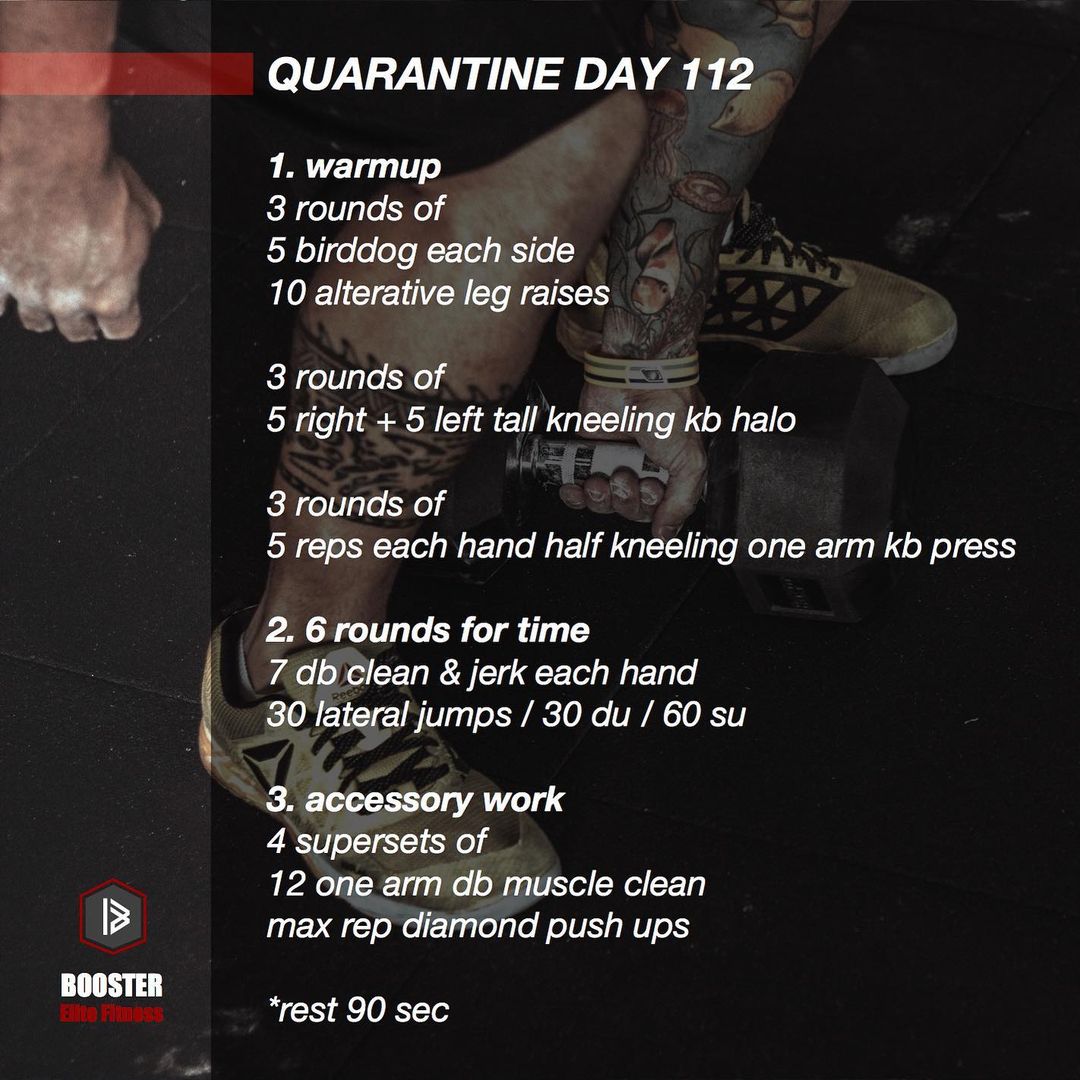 QUARANTINE DAY 112
1. warmup
3 rounds of
5 birddog each side
10 alterative leg raises
3 rounds of
5 right + 5 left tall kneeling kb halo
3 rounds of
5 reps each hand half kneeling one arm kb press
2. 6 rounds for time
7 db clean & jerk each hand
30 lateral jumps / 30 du / 60 su
3. accessory work
4 supersets of
12 one arm db muscle clean
max rep diamond push ups
*rest 90 sec
BOOSTER
Elite Fitness
Reebok